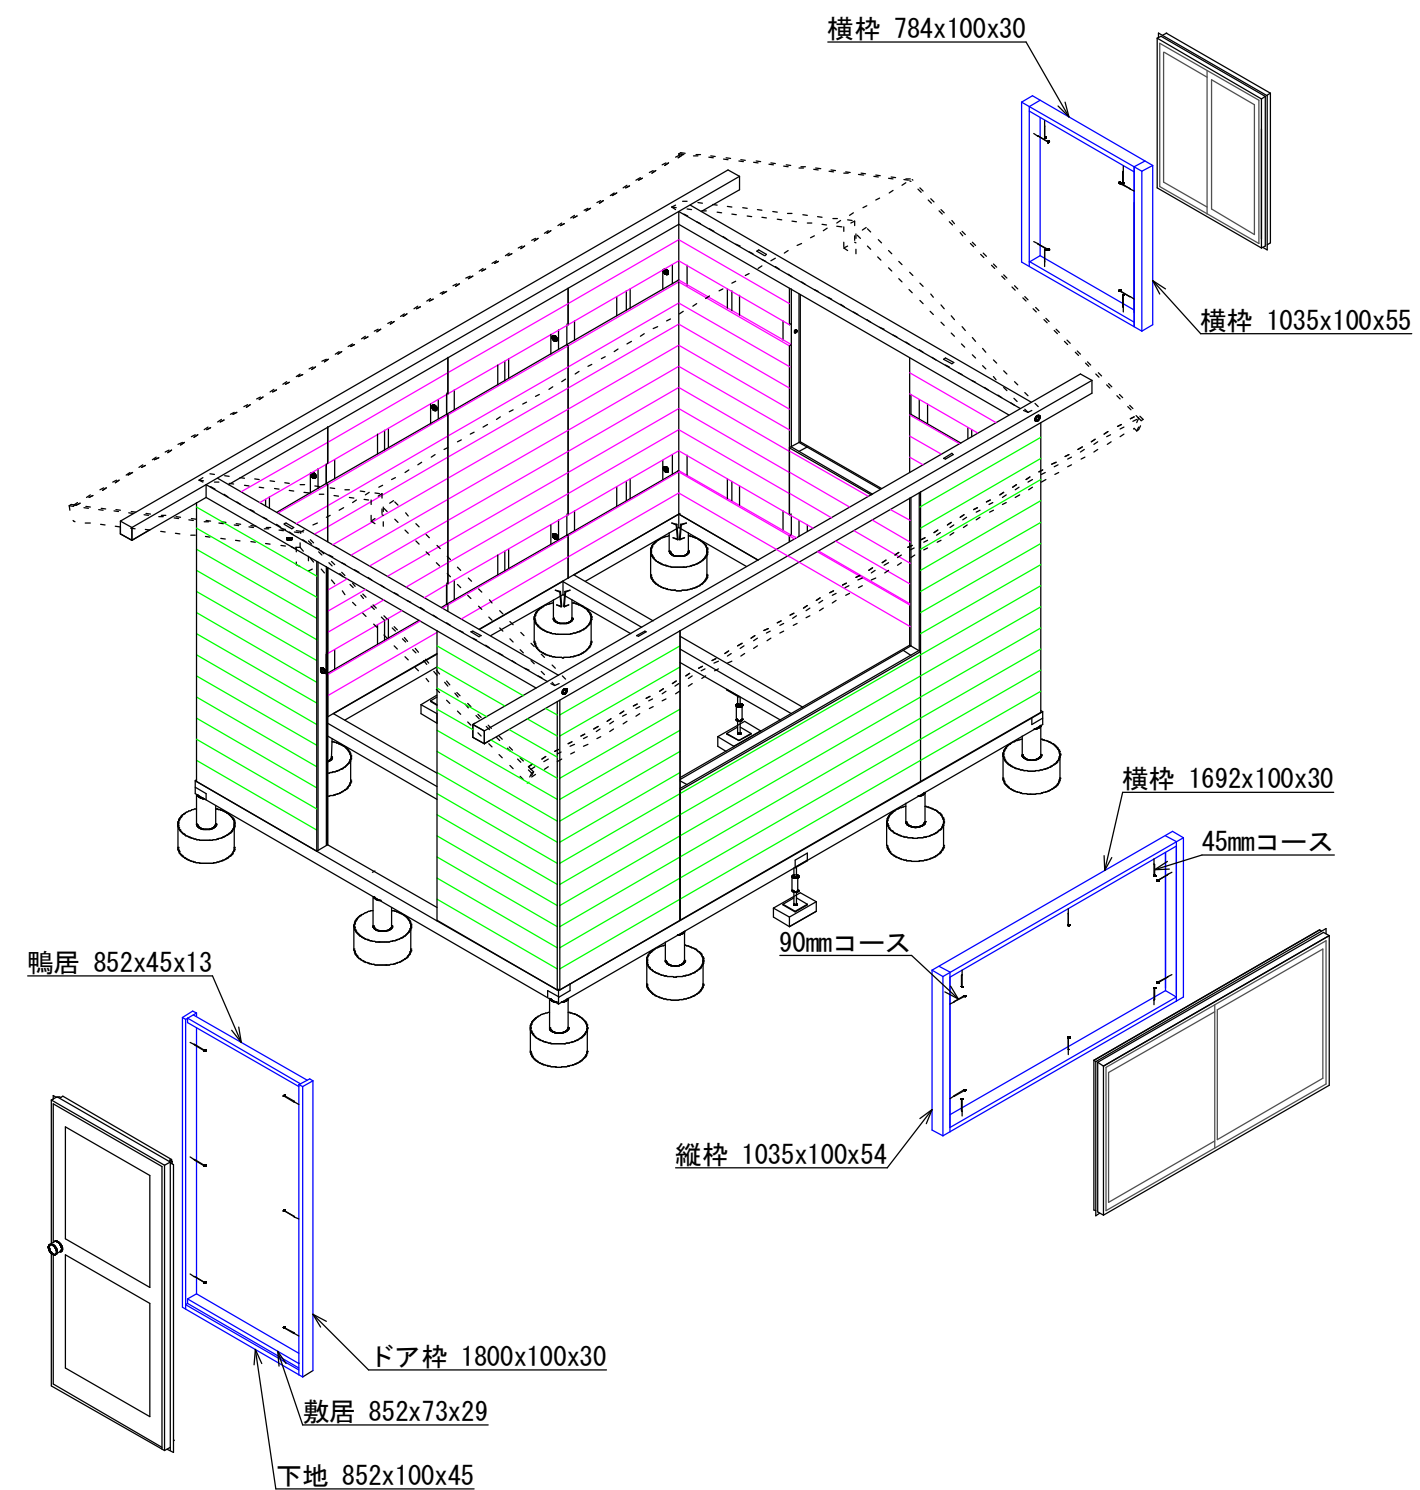 横枠 784x100x30
横枠 1035x100x55
横枠 1692x100x30
45mmコース
90mmコース
鴨居 852x45x13
縦枠 1035x100x54
ドア枠 1800x100x30
敷居 852x73x29
下地 852x100x45